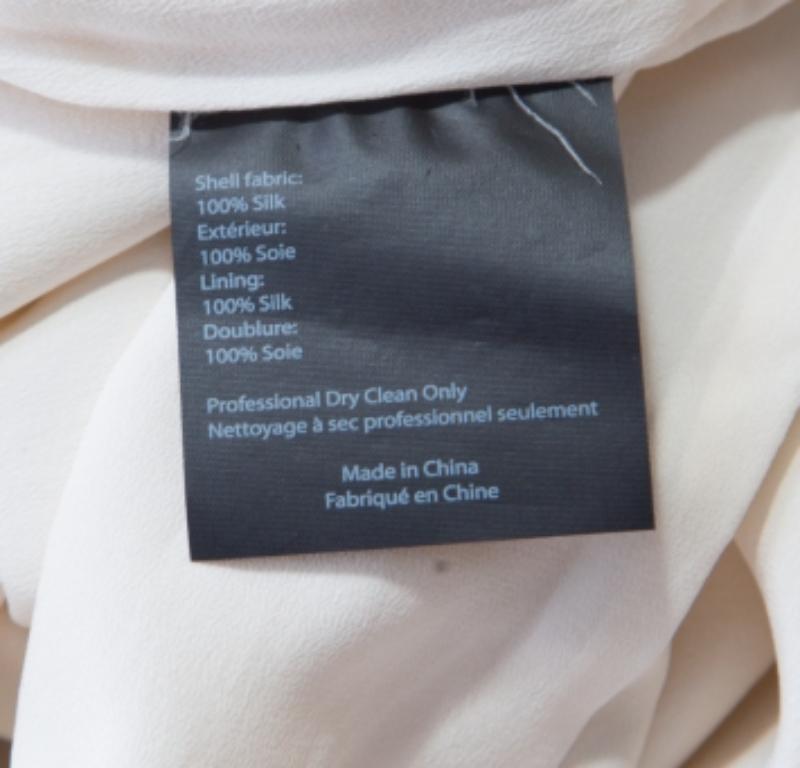 Shell fabric:
100% Silk
Extérieur:
100% Soie
Lining:
100% Silk
Doublure:
100% Soie
Professional Dry Clean Only
Nettoyage à sec professionnel seulement
Made in China
Fabriqué en Chine